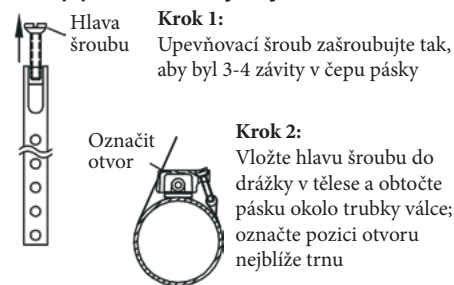 Hlava
šroubu
Krok 1:
Upevňovací šroub zašroubujte tak,
aby byl 3-4 závity v čepu pásky
Označit
otvor
Krok 2:
Vložte hlavu šroubu do
drážky v tělese a obtočte
pásku okolo trubky válce;
označte pozici otvoru
nejblíže trnu